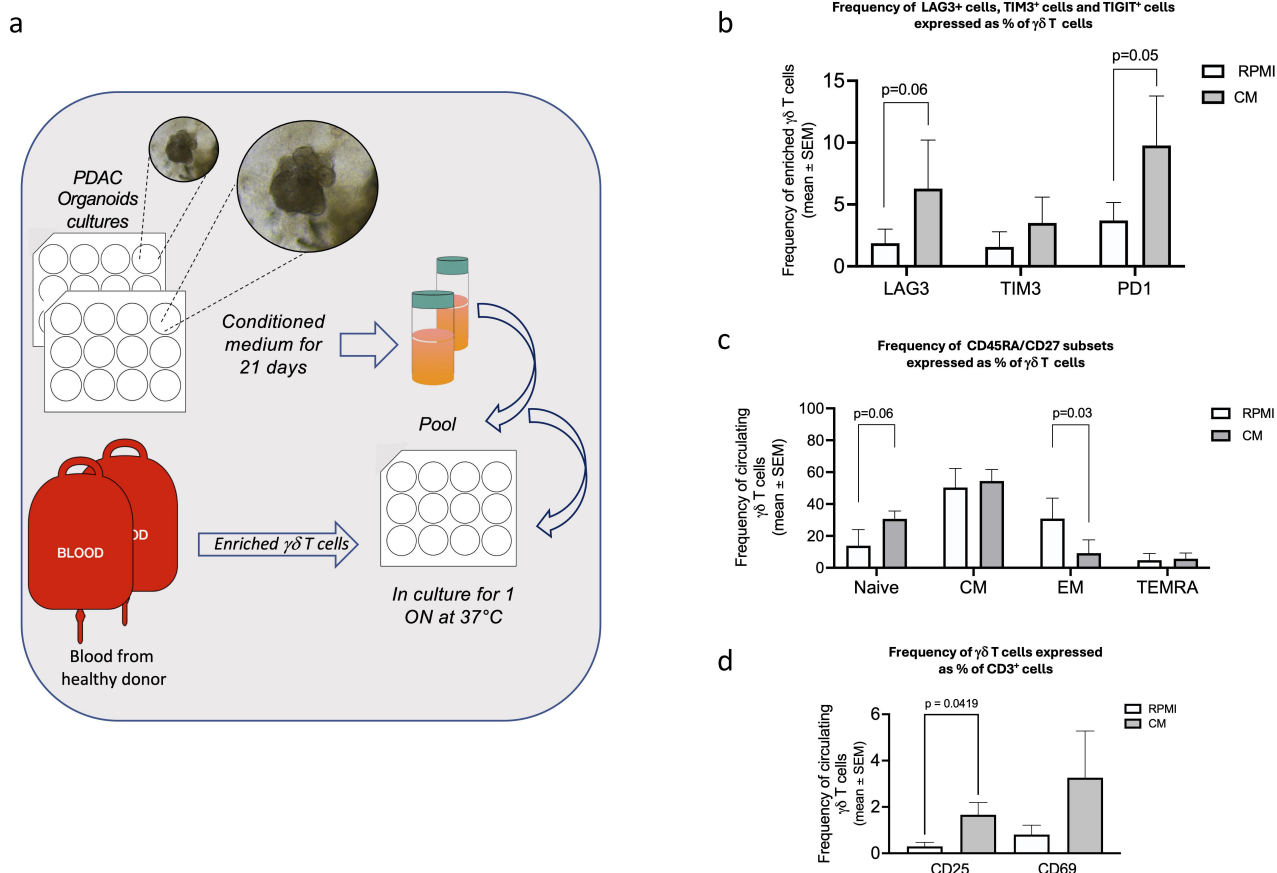 a
PDAC
Organoids
cultures
Conditioned
medium for
21 days
Pool
BLOOD
OD
Enriched γδ T cells
In culture for 1
ON at 37°C
Blood from
healthy donor
b
Frequency of LAG3+ cells, TIM3⁺ cells and TIGIT⁺ cells
expressed as % of γδ T cells
Frequency of enriched γδ T cells
(mean ± SEM)
15
10
5
0
p=0.06
p=0.05
LAG3
TIM3
PD1
RPMI
CM
c
Frequency of CD45RA/CD27 subsets
expressed as % of γδ T cells
Frequency of circulating
γδ T cells
(mean ± SEM)
100
80
60
40
20
0
p=0.06
p=0.03
Naive
CM
EM
TEMRA
RPMI
CM
d
Frequency of γδ T cells expressed
as % of CD3⁺ cells
Frequency of circulating
γδ T cells
(mean ± SEM)
6
4
2
0
p = 0.0419
CD25
CD69
RPMI
CM